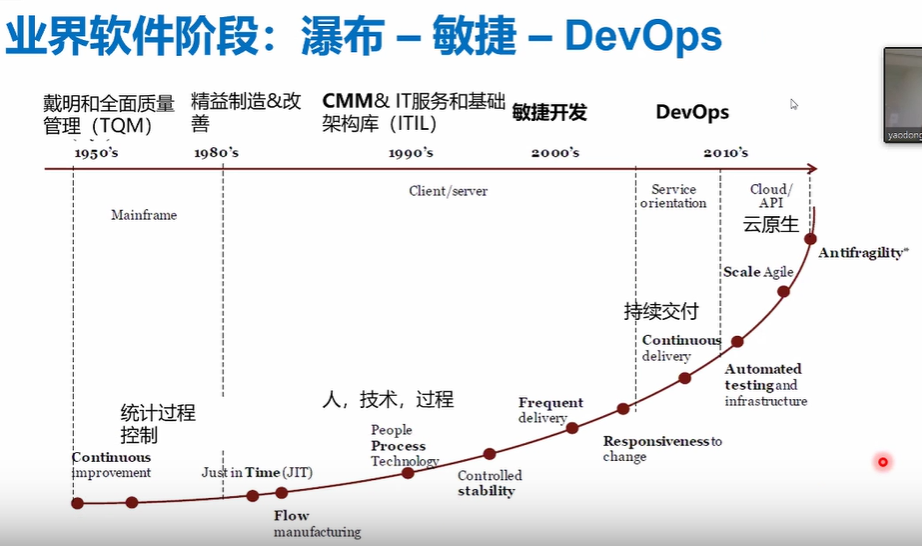 业界软件阶段：瀑布 – 敏捷 – DevOps
戴明和全面质量
管理（TQM）
精益制造&改
善
CMM& IT服务和基础
架构库（ITIL）
敏捷开发
DevOps
yaodong
1950's
1980's
1990's
2000's
2010's
Mainframe
Client/server
Service
orientation
Cloud/
API
云原生
Antifragility*
Scale Agile
持续交付
Continuous
delivery
Automated
testing and
infrastructure
Frequent
delivery
Responsiveness to
change
人，技术，过程
People
Process
Technology
Controlled
stability
统计过程
控制
Continuous
improvement
Just in Time (JIT)
Flow
manufacturing